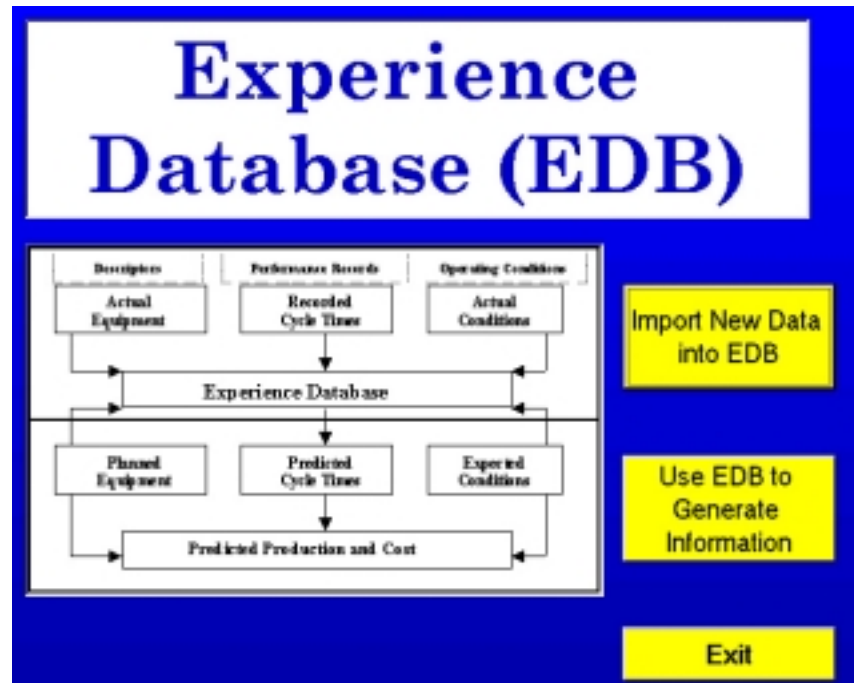 Experience
Database (EDB)
Descriptors
Performance Records
Operating Conditions
Actual
Equipment
Recorded
Cycle Times
Actual
Conditions
Experience Database
Planned
Equipment
Predicted
Cycle Times
Expected
Conditions
Predicted Production and Cost
Import New Data
into EDB
Use EDB to
Generate
Information
Exit